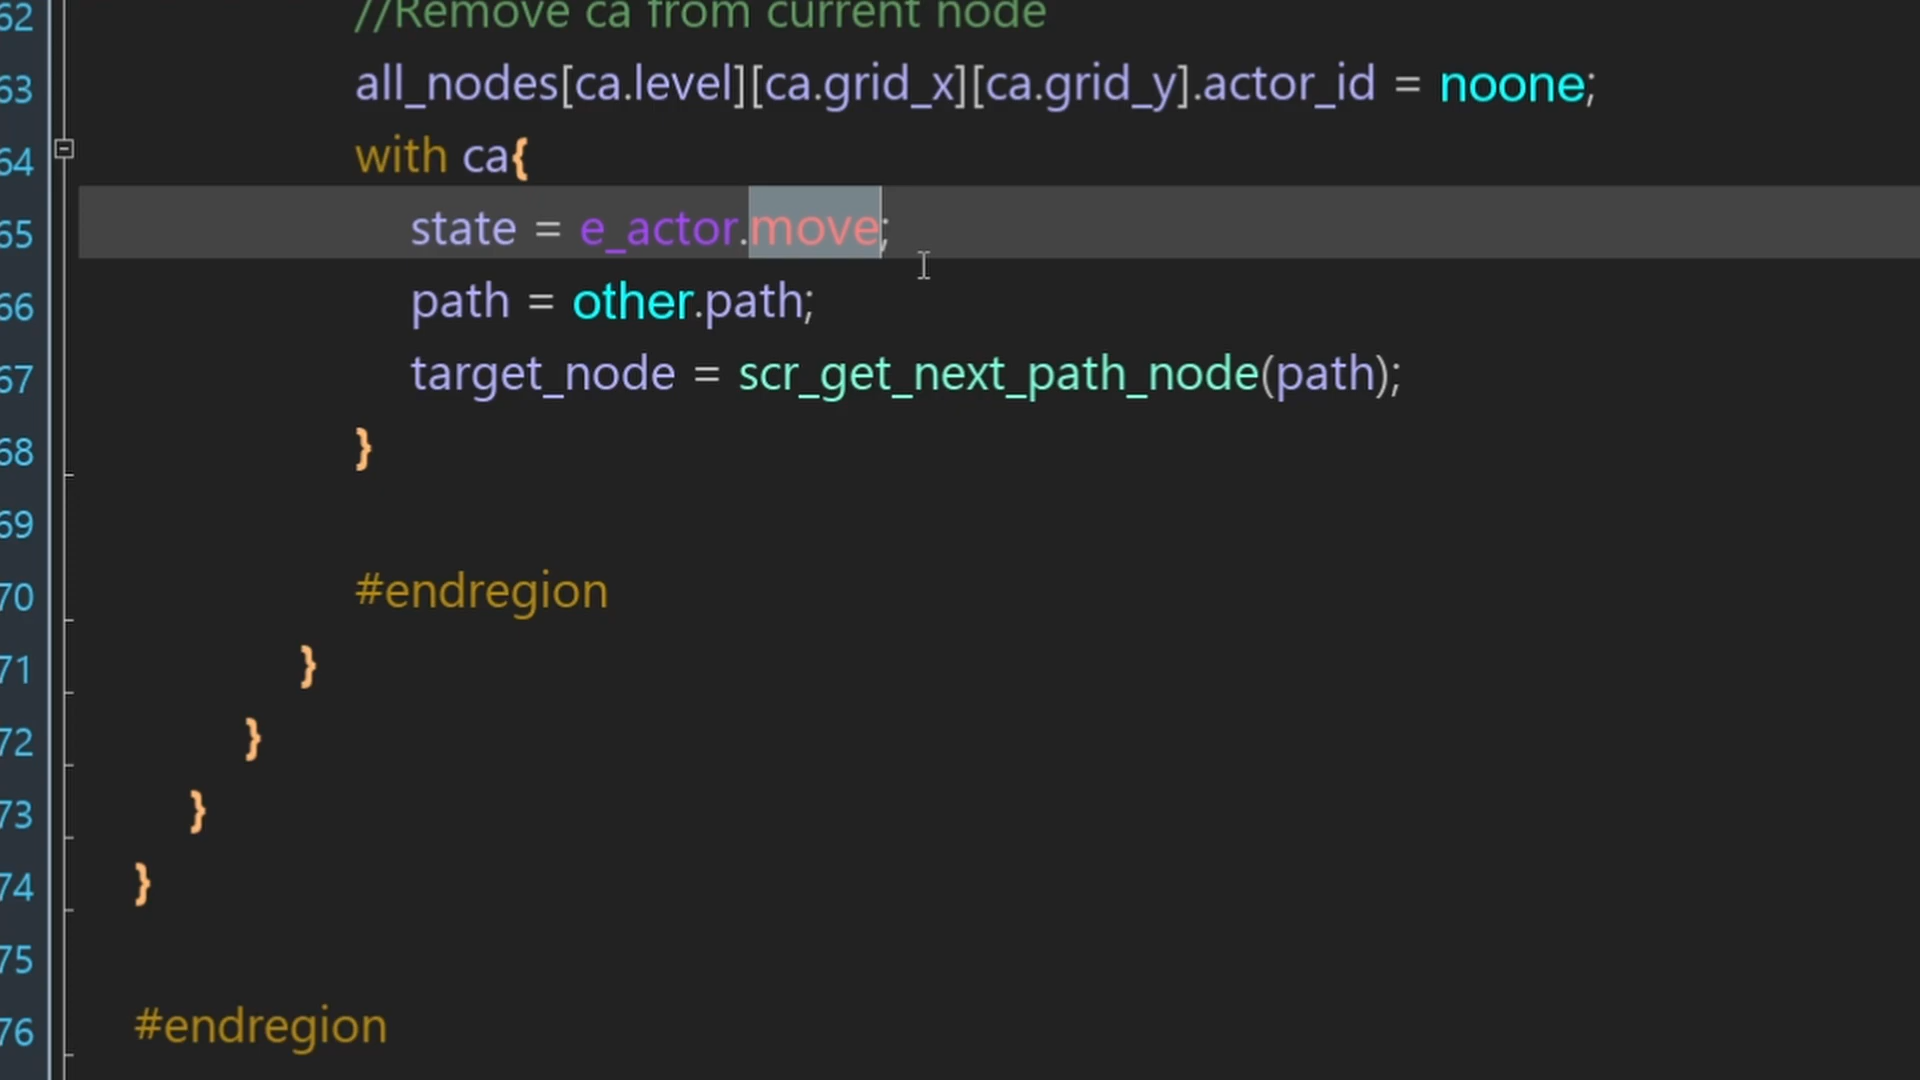 62 //Remove ca from current node
63 all_nodes[ca.level][ca.grid_x][ca.grid_y].actor_id = noone;
64 with ca{
65 state = e_actor.move;
66 path = other.path;
67 target_node = scr_get_next_path_node(path);
68 }
69
70 #endregion
71 }
72 }
73 }
74 }
75
76 #endregion